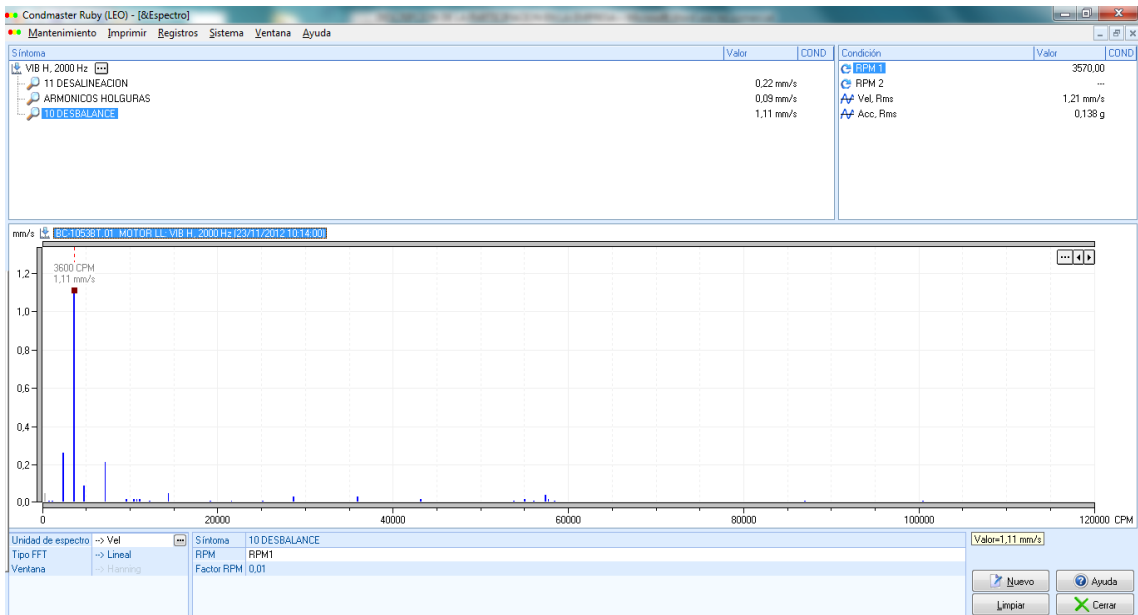 Condmaster Ruby (LEO) - [&Espectro]
Mantenimiento Imprimir Registros Sistema Ventana Ayuda
Síntoma Valor COND Condición Valor COND
VIB H, 2000 Hz RPM 1 3570,00
11 DESALINEACION 0,22 mm/s RPM 2 ---
ARMONICOS HOLGURAS 0,09 mm/s Vel, Rms 1,21 mm/s
10 DESBALANCE 1,11 mm/s Acc, Rms 0,138 g
mm/s BC-1053BT.01 MOTOR LL: VIB H, 2000 Hz (23/11/2012 10:14:00)
3600 CPM
1,11 mm/s
1,2
1,0
0,8
0,6
0,4
0,2
0,0
0 20000 40000 60000 80000 100000 120000 CPM
Unidad de espectro --> Vel Síntoma 10 DESBALANCE Valor=1,11 mm/s
Tipo FFT --> Lineal RPM RPM1
Ventana --> Hanning Factor RPM 0,01
Nuevo Ayuda
Limpiar Cerrar